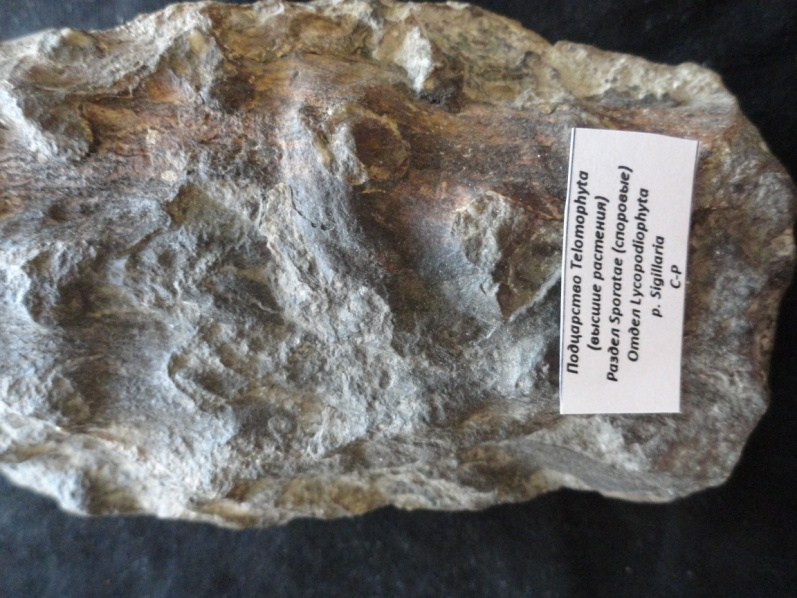 Подцарство Telomophyta
(высшие растения)
Раздел Sporatae (споровые)
Отдел Lycopodiophyta
р. Sigillaria
C-P